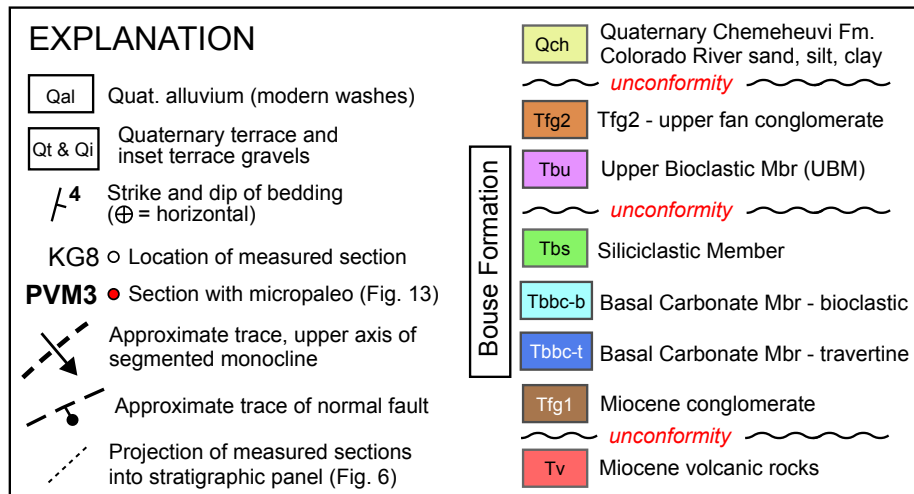 EXPLANATION
Qal Quat. alluvium (modern washes)
Qt & Qi Quaternary terrace and
inset terrace gravels
4 Strike and dip of bedding
(⊕ = horizontal)
KG8 Location of measured section
PVM3 Section with micropaleo (Fig. 13)
Approximate trace, upper axis of
segmented monocline
Approximate trace of normal fault
Projection of measured sections
into stratigraphic panel (Fig. 6)
Qch Quaternary Chemeheuvi Fm.
Colorado River sand, silt, clay
unconformity
Tfg2 Tfg2 - upper fan conglomerate
Bouse Formation
Tbu Upper Bioclastic Mbr (UBM)
unconformity
Tbs Siliciclastic Member
Tbbc-b Basal Carbonate Mbr - bioclastic
Tbbc-t Basal Carbonate Mbr - travertine
Tfg1 Miocene conglomerate
unconformity
Tv Miocene volcanic rocks